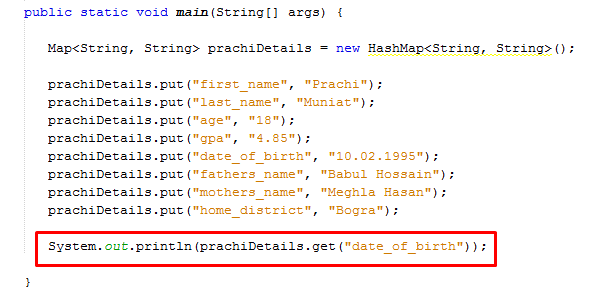 public static void main(String[] args) {
Map<String, String> prachiDetails = new HashMap<String, String>();
prachiDetails.put("first_name", "Prachi");
prachiDetails.put("last_name", "Muniat");
prachiDetails.put("age", "18");
prachiDetails.put("gpa", "4.85");
prachiDetails.put("date_of_birth", "10.02.1995");
prachiDetails.put("fathers_name", "Babul Hossain");
prachiDetails.put("mothers_name", "Meghla Hasan");
prachiDetails.put("home_district", "Bogra");
System.out.println(prachiDetails.get("date_of_birth"));
}